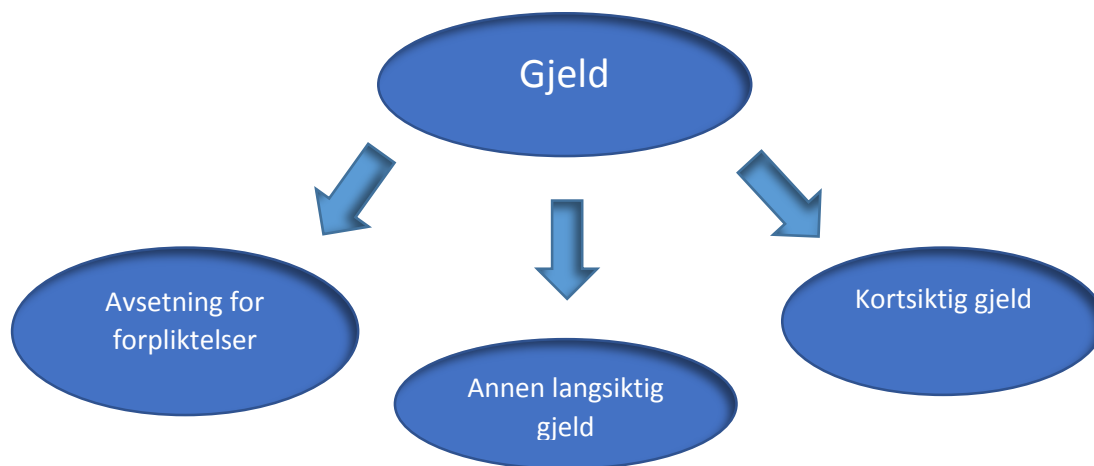 Gjeld
Avsetning for
forpliktelser
Kortsiktig gjeld
Annen langsiktig
gjeld